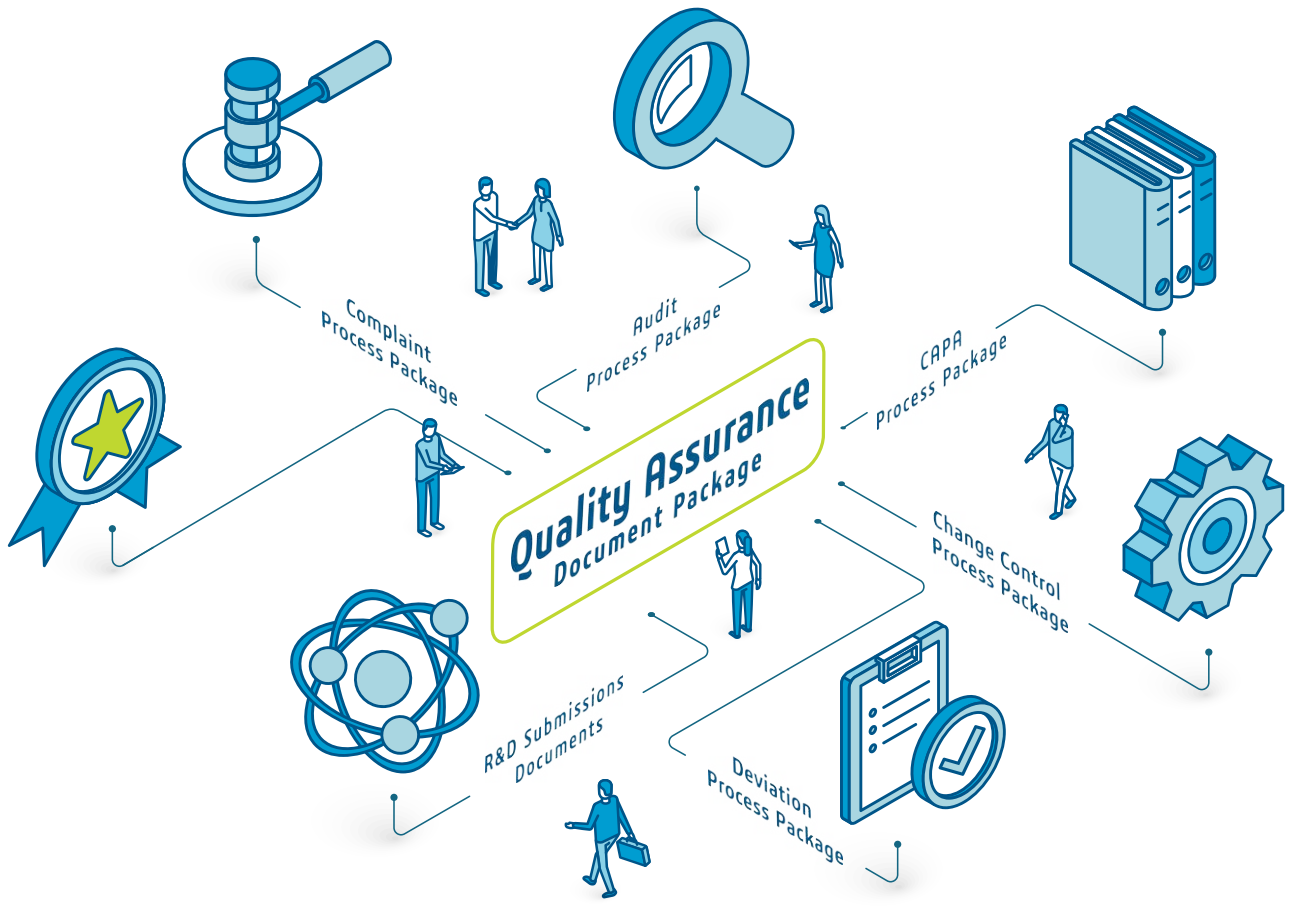 Complaint
Process Package
Audit
Process Package
CAPA
Process Package
Quality Assurance
Document Package
Change Control
Process Package
R&D Submissions
Documents
Deviation
Process Package